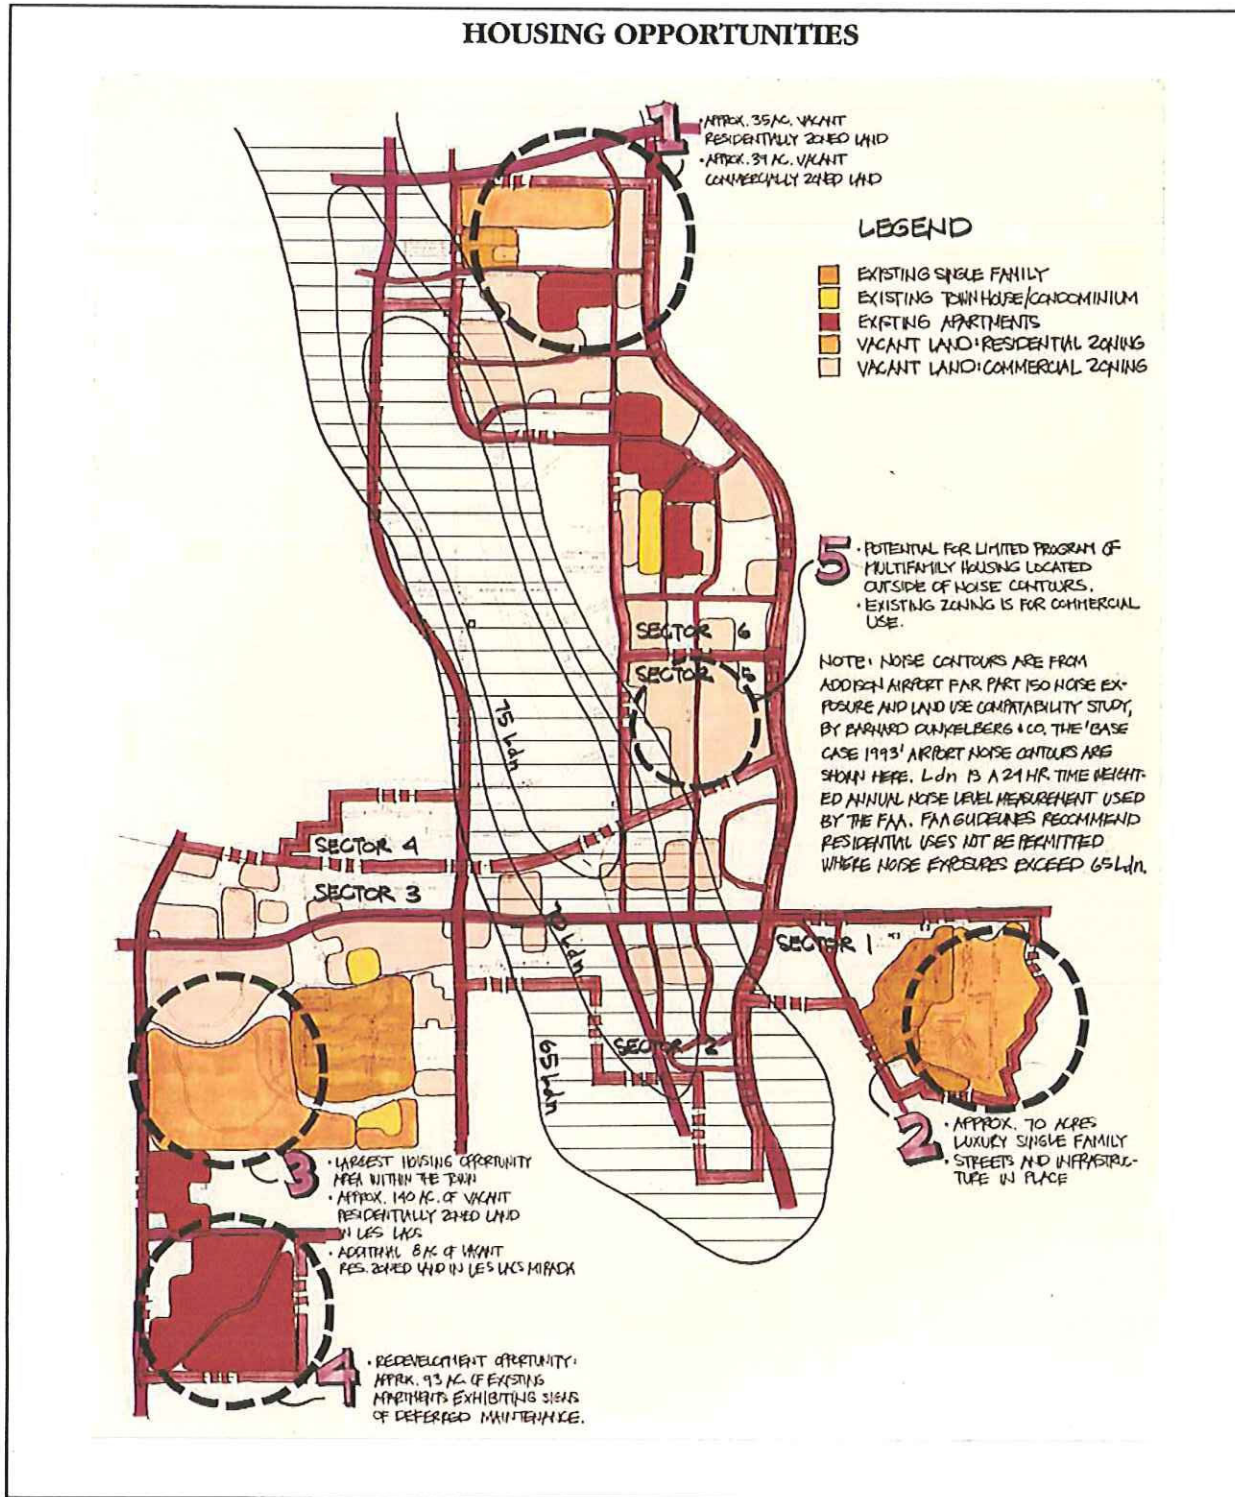 HOUSING OPPORTUNITIES
1
• APPROX. 35 AC. VACANT
RESIDENTIALLY ZONED LAND
• APPROX. 39 AC. VACANT
COMMERCIALLY ZONED LAND
LEGEND
EXISTING SINGLE FAMILY
EXISTING TOWNHOUSE/CONDOMINIUM
EXISTING APARTMENTS
VACANT LAND: RESIDENTIAL ZONING
VACANT LAND: COMMERCIAL ZONING
5
• POTENTIAL FOR LIMITED PROGRAM OF
MULTIFAMILY HOUSING LOCATED
OUTSIDE OF NOISE CONTOURS.
• EXISTING ZONING IS FOR COMMERCIAL
USE.
SECTOR 6
SECTOR 5
NOTE: NOISE CONTOURS ARE FROM
ADDISON AIRPORT FAR PART 150 NOISE EX-
POSURE AND LAND USE COMPATABILITY STUDY,
BY BARNARD DUNKELBERG & CO. THE 'BASE
CASE 1993' AIRPORT NOISE CONTOURS ARE
SHOWN HERE. Ldn IS A 24 HR TIME WEIGHT-
ED ANNUAL NOISE LEVEL MEASUREMENT USED
BY THE FAA. FAA GUIDELINES RECOMMEND
RESIDENTIAL USES NOT BE PERMITTED
WHERE NOISE EXPOSURES EXCEED 65 Ldn.
75 Ldn
SECTOR 4
SECTOR 3
70 Ldn
SECTOR 1
SECTOR 2
65 Ldn
2
• APPROX. 70 ACRES
LUXURY SINGLE FAMILY
• STREETS AND INFRASTRUC-
TURE IN PLACE
3
• LARGEST HOUSING OPPORTUNITY
AREA WITHIN THE TOWN
• APPROX. 140 AC. OF VACANT
RESIDENTIALLY ZONED LAND
IN LES LACS
• ADDITIONAL 8 AC OF VACANT
RES. ZONED LAND IN LES LACS MIRADA
4
• REDEVELOPMENT OPPORTUNITY:
APPRX. 93 AC. OF EXISTING
APARTMENTS EXHIBITING SIGNS
OF DEFERRED MAINTENANCE.